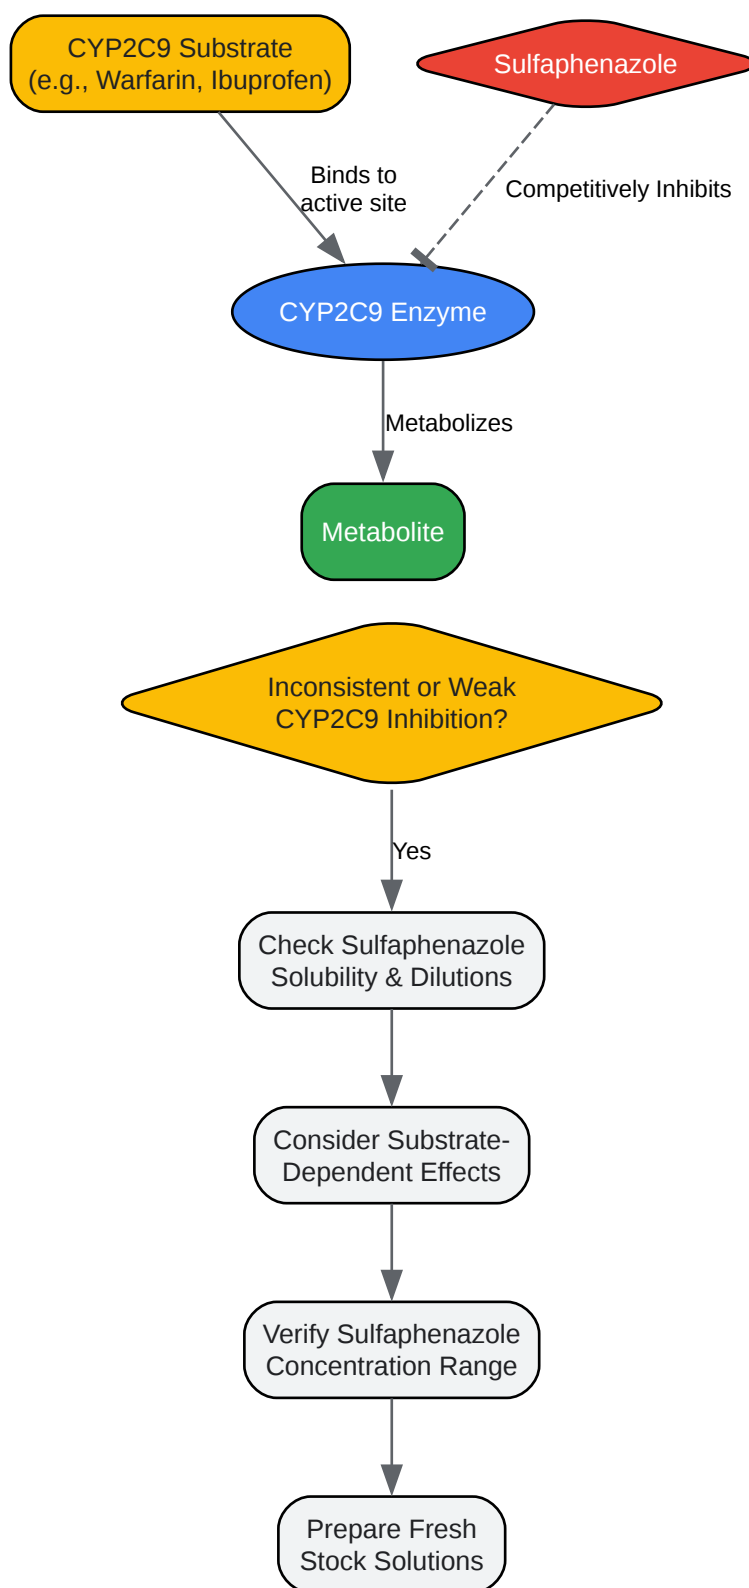 CYP2C9 Substrate
(e.g., Warfarin, Ibuprofen)
Sulfaphenazole
Binds to
active site
Competitively Inhibits
CYP2C9 Enzyme
Metabolizes
Metabolite
Inconsistent or Weak
CYP2C9 Inhibition?
Yes
Check Sulfaphenazole
Solubility & Dilutions
Consider Substrate-
Dependent Effects
Verify Sulfaphenazole
Concentration Range
Prepare Fresh
Stock Solutions